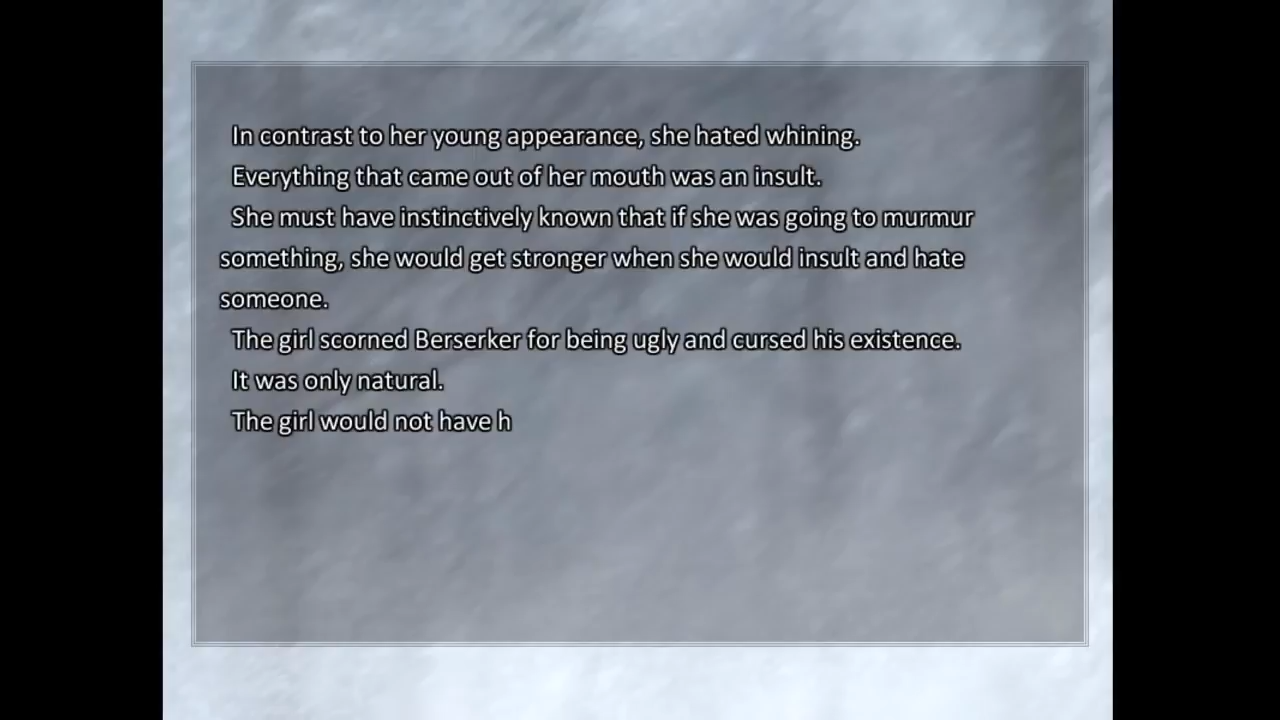 In contrast to her young appearance, she hated whining.
Everything that came out of her mouth was an insult.
She must have instinctively known that if she was going to murmur
something, she would get stronger when she would insult and hate
someone.
The girl scorned Berserker for being ugly and cursed his existence.
It was only natural.
The girl would not have h